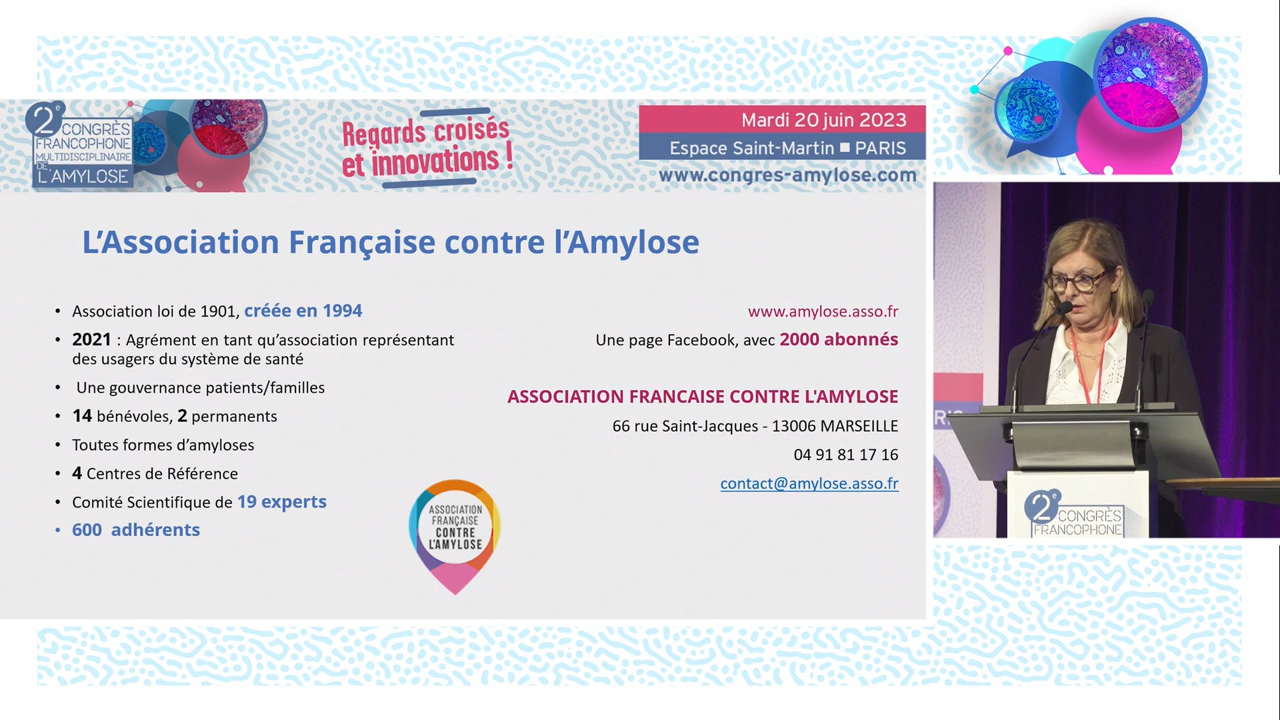 2e
CONGRÈS
FRANCOPHONE
MULTIDISCIPLINAIRE
DE
L'AMYLOSE
Regards croisés
et innovations !
Mardi 20 juin 2023
Espace Saint-Martin ■ PARIS
www.congres-amylose.com
L’Association Française contre l’Amylose
• Association loi de 1901, créée en 1994
• 2021 : Agrément en tant qu’association représentant
des usagers du système de santé
• Une gouvernance patients/familles
• 14 bénévoles, 2 permanents
• Toutes formes d’amyloses
• 4 Centres de Référence
• Comité Scientifique de 19 experts
• 600 adhérents
www.amylose.asso.fr
Une page Facebook, avec 2000 abonnés
ASSOCIATION FRANCAISE CONTRE L'AMYLOSE
66 rue Saint-Jacques - 13006 MARSEILLE
04 91 81 17 16
contact@amylose.asso.fr
ASSOCIATION
FRANÇAISE
CONTRE
L'AMYLOSE
2e
CONGRÈS
FRANCOPHONE